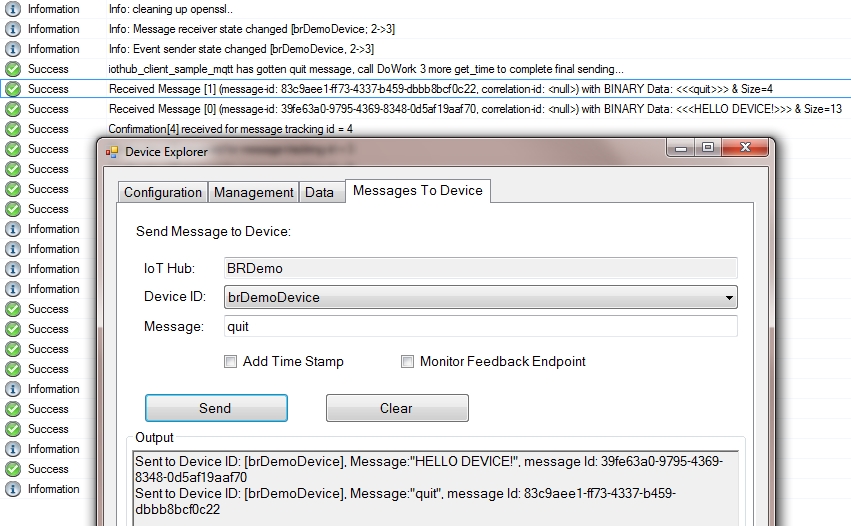 Information Info: cleaning up openssl..
Information Info: Message receiver state changed [brDemoDevice; 2->3]
Information Info: Event sender state changed [brDemoDevice, 2->3]
Success iothub_client_sample_mqtt has gotten quit message, call DoWork 3 more get_time to complete final sending...
Success Received Message [1] (message-id: 83c9aee1-ff73-4337-b459-dbbb8bcf0c22, correlation-id: <null>) with BINARY Data: <<<quit>>> & Size=4
Success Received Message [0] (message-id: 39fe63a0-9795-4369-8348-0d5af19aaf70, correlation-id: <null>) with BINARY Data: <<<HELLO DEVICE!>>> & Size=13
Success Confirmation[4] received for message tracking id = 4
Success
Success
Success
Success
Information
Information
Information
Information
Success
Success
Success
Success
Information
Success
Success
Information
Success
Information
Device Explorer
Configuration Management Data Messages To Device
Send Message to Device:
IoT Hub: BRDemo
Device ID: brDemoDevice
Message: quit
Add Time Stamp Monitor Feedback Endpoint
Send Clear
Output
Sent to Device ID: [brDemoDevice], Message:"HELLO DEVICE!", message Id: 39fe63a0-9795-4369-
8348-0d5af19aaf70
Sent to Device ID: [brDemoDevice], Message:"quit", message Id: 83c9aee1-ff73-4337-b459-
dbbb8bcf0c22